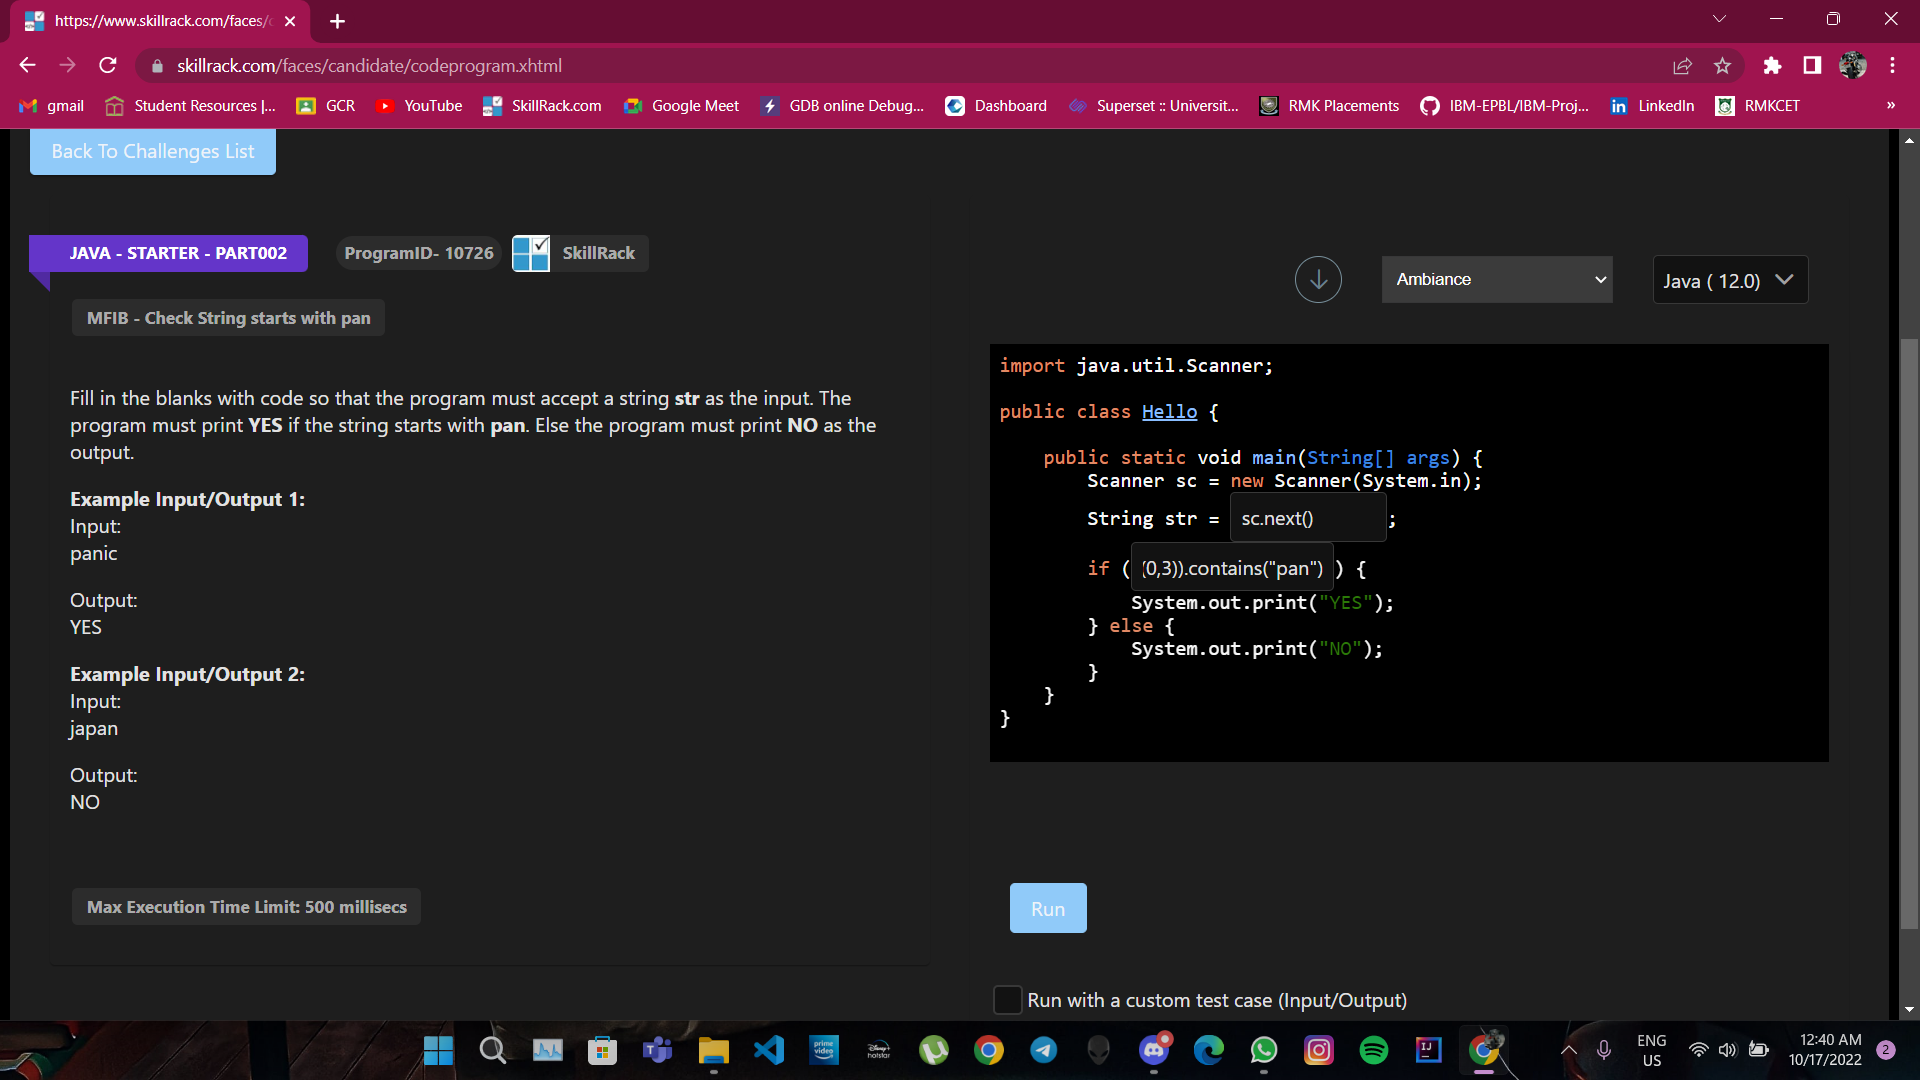 https://www.skillrack.com/faces/c
skillrack.com/faces/candidate/codeprogram.xhtml
gmail
Student Resources |...
GCR
YouTube
SkillRack.com
Google Meet
GDB online Debug...
Dashboard
Superset :: Universit...
RMK Placements
IBM-EPBL/IBM-Proj...
LinkedIn
RMKCET
»
Back To Challenges List
JAVA - STARTER - PART002
ProgramID- 10726
SkillRack
Ambiance
Java ( 12.0)
MFIB - Check String starts with pan
Fill in the blanks with code so that the program must accept a string str as the input. The
program must print YES if the string starts with pan. Else the program must print NO as the
output.
Example Input/Output 1:
Input:
panic
Output:
YES
Example Input/Output 2:
Input:
japan
Output:
NO
Max Execution Time Limit: 500 millisecs
import java.util.Scanner;
public class Hello {
public static void main(String[] args) {
Scanner sc = new Scanner(System.in);
String str = sc.next() ;
if ( (0,3)).contains("pan") ) {
System.out.print("YES");
} else {
System.out.print("NO");
}
}
}
Run
Run with a custom test case (Input/Output)
prime video
Disney+ hotstar
ENG
US
12:40 AM
10/17/2022
2